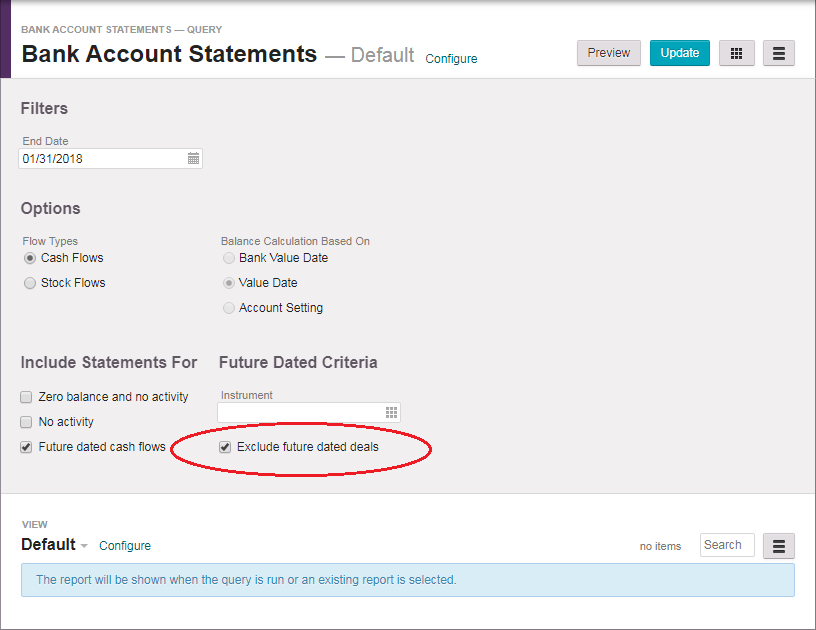 BANK ACCOUNT STATEMENTS — QUERY
Bank Account Statements — Default Configure
Preview Update
Filters
End Date
01/31/2018
Options
Flow Types
Cash Flows
Stock Flows
Balance Calculation Based On
Bank Value Date
Value Date
Account Setting
Include Statements For
Zero balance and no activity
No activity
Future dated cash flows
Future Dated Criteria
Instrument
Exclude future dated deals
VIEW
Default Configure
no items Search
The report will be shown when the query is run or an existing report is selected.